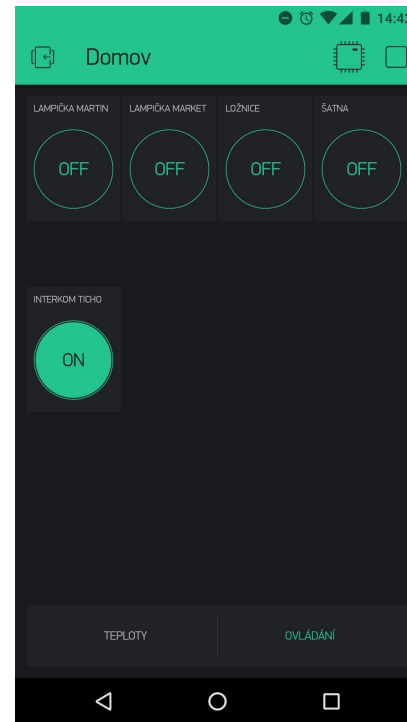 14:42
Domov
LAMPIČKA MARTIN LAMPIČKA MARKET LOŽNICE ŠATNA
OFF OFF OFF OFF
INTERKOM TICHO
ON
TEPLOTY OVLÁDÁNÍ